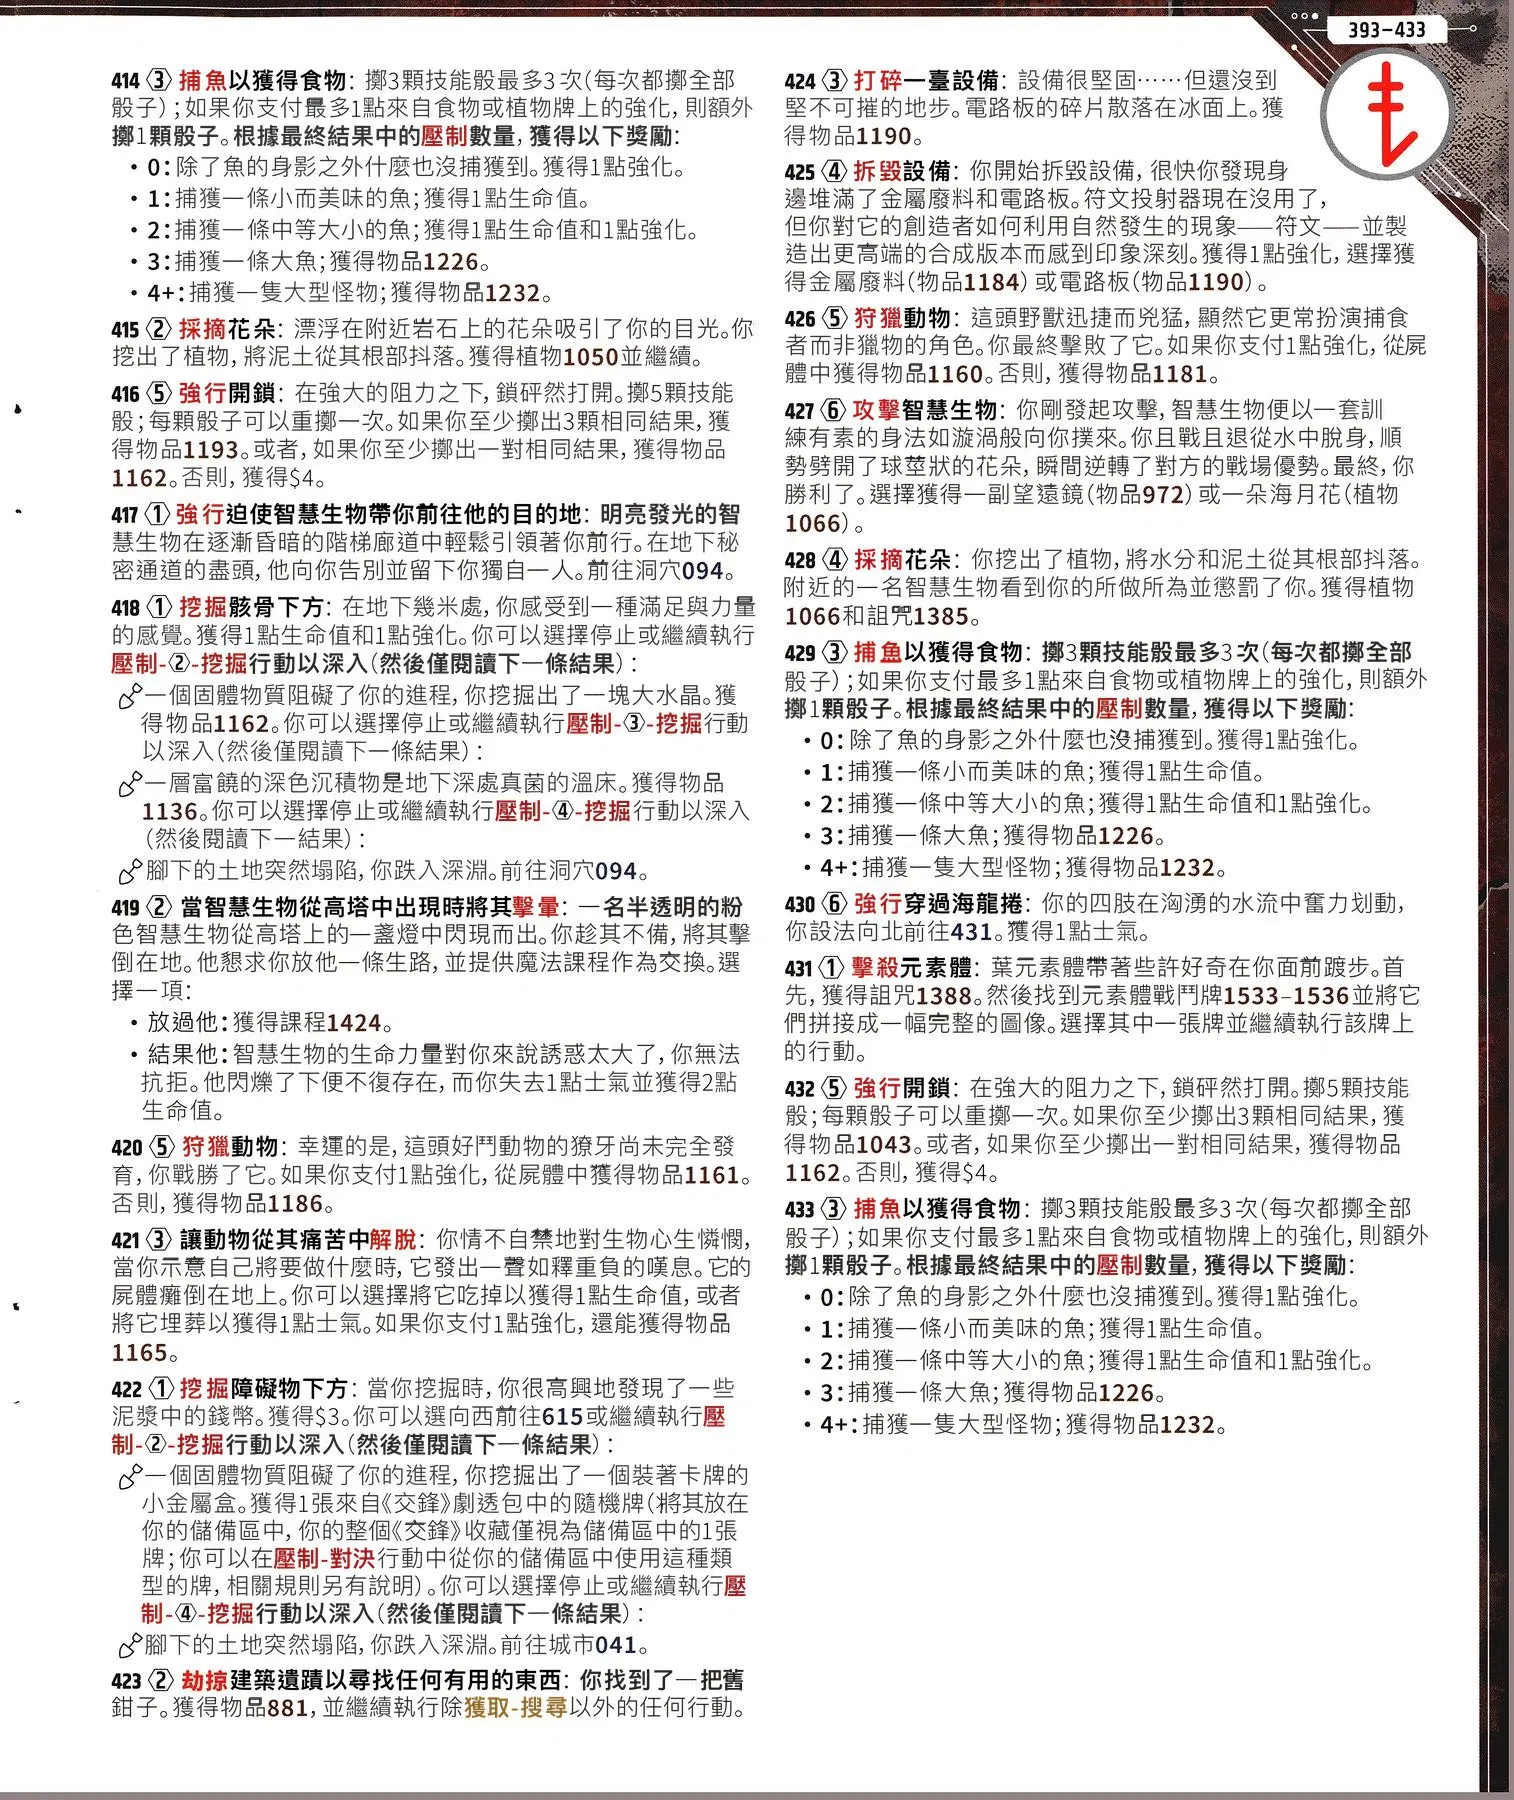 393–433
414 ③ 捕魚以獲得食物：擲3顆技能骰最多3次（每次都擲全部
骰子）；如果你支付最多1點來自食物或植物牌上的強化，則額外
擲1顆骰子。根據最終結果中的壓制數量，獲得以下獎勵：
・0：除了魚的身影之外什麼也沒捕獲到。獲得1點強化。
・1：捕獲一條小而美味的魚；獲得1點生命值。
・2：捕獲一條中等大小的魚；獲得1點生命值和1點強化。
・3：捕獲一條大魚；獲得物品1226。
・4+：捕獲一隻大型怪物；獲得物品1232。
415 ② 採摘花朵：漂浮在附近岩石上的花朵吸引了你的目光。你
挖出了植物，將泥土從其根部抖落。獲得植物1050並繼續。
416 ⑤ 強行開鎖：在強大的阻力之下，鎖砰然打開。擲5顆技能
骰；每顆骰子可以重擲一次。如果你至少擲出3顆相同結果，獲
得物品1193。或者，如果你至少擲出一對相同結果，獲得物品
1162。否則，獲得$4。
417 ① 強行迫使智慧生物帶你前往他的目的地：明亮發光的智
慧生物在逐漸昏暗的階梯廊道中輕鬆引領著你前行。在地下秘
密通道的盡頭，他向你告別並留下你獨自一人。前往洞穴094。
418 ① 挖掘骸骨下方：在地下幾米處，你感受到一種滿足與力量
的感覺。獲得1點生命值和1點強化。你可以選擇停止或繼續執行
壓制-②-挖掘行動以深入（然後僅閱讀下一條結果）：
一個固體物質阻礙了你的進程，你挖掘出了一塊大水晶。獲
得物品1162。你可以選擇停止或繼續執行壓制-③-挖掘行動
以深入（然後僅閱讀下一條結果）：
一層富饒的深色沉積物是地下深處真菌的溫床。獲得物品
1136。你可以選擇停止或繼續執行壓制-④-挖掘行動以深入
（然後閱讀下一結果）：
腳下的土地突然塌陷，你跌入深淵。前往洞穴094。
419 ② 當智慧生物從高塔中出現時將其擊暈：一名半透明的粉
色智慧生物從高塔上的一盞燈中閃現而出。你趁其不備，將其擊
倒在地。他懇求你放他一條生路，並提供魔法課程作為交換。選
擇一項：
・放過他：獲得課程1424。
・結果他：智慧生物的生命力量對你來說誘惑太大了，你無法
抗拒。他閃爍了下便不復存在，而你失去1點士氣並獲得2點
生命值。
420 ⑤ 狩獵動物：幸運的是，這頭好鬥動物的獠牙尚未完全發
育，你戰勝了它。如果你支付1點強化，從屍體中獲得物品1161。
否則，獲得物品1186。
421 ③ 讓動物從其痛苦中解脫：你情不自禁地對生物心生憐憫，
當你示意自己將要做什麼時，它發出一聲如釋重負的嘆息。它的
屍體癱倒在地上。你可以選擇將它吃掉以獲得1點生命值，或者
將它埋葬以獲得1點士氣。如果你支付1點強化，還能獲得物品
1165。
422 ① 挖掘障礙物下方：當你挖掘時，你很高興地發現了一些
泥漿中的錢幣。獲得$3。你可以選向西前往615或繼續執行壓
制-②-挖掘行動以深入（然後僅閱讀下一條結果）：
一個固體物質阻礙了你的進程，你挖掘出了一個裝著卡牌的
小金屬盒。獲得1張來自《交鋒》劇透包中的隨機牌（將其放在
你的儲備區中，你的整個《交鋒》收藏僅視為儲備區中的1張
牌；你可以在壓制-對決行動中從你的儲備區中使用這種類
型的牌，相關規則另有說明）。你可以選擇停止或繼續執行壓
制-④-挖掘行動以深入（然後僅閱讀下一條結果）：
腳下的土地突然塌陷，你跌入深淵。前往城市041。
423 ② 劫掠建築遺蹟以尋找任何有用的東西：你找到了一把舊
鉗子。獲得物品881，並繼續執行除獲取-搜尋以外的任何行動。
424 ③ 打碎一臺設備：設備很堅固……但還沒到
堅不可摧的地步。電路板的碎片散落在冰面上。獲
得物品1190。
425 ④ 拆毀設備：你開始拆毀設備，很快你發現身
邊堆滿了金屬廢料和電路板。符文投射器現在沒用了，
但你對它的創造者如何利用自然發生的現象——符文——並製
造出更高端的合成版本而感到印象深刻。獲得1點強化，選擇獲
得金屬廢料（物品1184）或電路板（物品1190）。
426 ⑤ 狩獵動物：這頭野獸迅捷而兇猛，顯然它更常扮演捕食
者而非獵物的角色。你最終擊敗了它。如果你支付1點強化，從屍
體中獲得物品1160。否則，獲得物品1181。
427 ⑥ 攻擊智慧生物：你剛發起攻擊，智慧生物便以一套訓
練有素的身法如漩渦般向你撲來。你且戰且退從水中脫身，順
勢劈開了球莖狀的花朵，瞬間逆轉了對方的戰場優勢。最終，你
勝利了。選擇獲得一副望遠鏡（物品972）或一朵海月花（植物
1066）。
428 ④ 採摘花朵：你挖出了植物，將水分和泥土從其根部抖落。
附近的一名智慧生物看到你的所做所為並懲罰了你。獲得植物
1066和詛咒1385。
429 ③ 捕魚以獲得食物：擲3顆技能骰最多3次（每次都擲全部
骰子）；如果你支付最多1點來自食物或植物牌上的強化，則額外
擲1顆骰子。根據最終結果中的壓制數量，獲得以下獎勵：
・0：除了魚的身影之外什麼也沒捕獲到。獲得1點強化。
・1：捕獲一條小而美味的魚；獲得1點生命值。
・2：捕獲一條中等大小的魚；獲得1點生命值和1點強化。
・3：捕獲一條大魚；獲得物品1226。
・4+：捕獲一隻大型怪物；獲得物品1232。
430 ⑥ 強行穿過海龍捲：你的四肢在洶湧的水流中奮力划動，
你設法向北前往431。獲得1點士氣。
431 ① 擊殺元素體：葉元素體帶著些許好奇在你面前踱步。首
先，獲得詛咒1388。然後找到元素體戰鬥牌1533–1536並將它
們拼接成一幅完整的圖像。選擇其中一張牌並繼續執行該牌上
的行動。
432 ⑤ 強行開鎖：在強大的阻力之下，鎖砰然打開。擲5顆技能
骰；每顆骰子可以重擲一次。如果你至少擲出3顆相同結果，獲
得物品1043。或者，如果你至少擲出一對相同結果，獲得物品
1162。否則，獲得$4。
433 ③ 捕魚以獲得食物：擲3顆技能骰最多3次（每次都擲全部
骰子）；如果你支付最多1點來自食物或植物牌上的強化，則額外
擲1顆骰子。根據最終結果中的壓制數量，獲得以下獎勵：
・0：除了魚的身影之外什麼也沒捕獲到。獲得1點強化。
・1：捕獲一條小而美味的魚；獲得1點生命值。
・2：捕獲一條中等大小的魚；獲得1點生命值和1點強化。
・3：捕獲一條大魚；獲得物品1226。
・4+：捕獲一隻大型怪物；獲得物品1232。